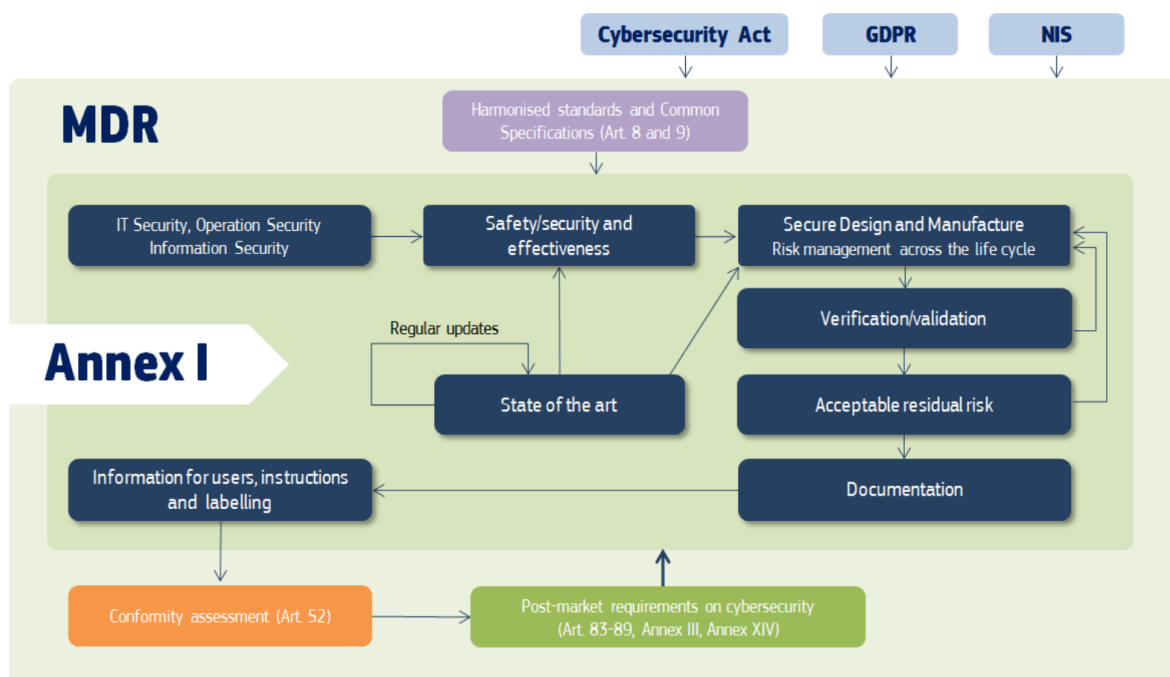 Cybersecurity Act
GDPR
NIS
MDR
Harmonised standards and Common
Specifications (Art. 8 and 9)
IT Security, Operation Security
Information Security
Safety/security and
effectiveness
Secure Design and Manufacture
Risk management across the life cycle
Verification/validation
Regular updates
Annex I
State of the art
Acceptable residual risk
Information for users, instructions
and labelling
Documentation
Conformity assessment (Art. 52)
Post-market requirements on cybersecurity
(Art. 83-89, Annex III, Annex XIV)